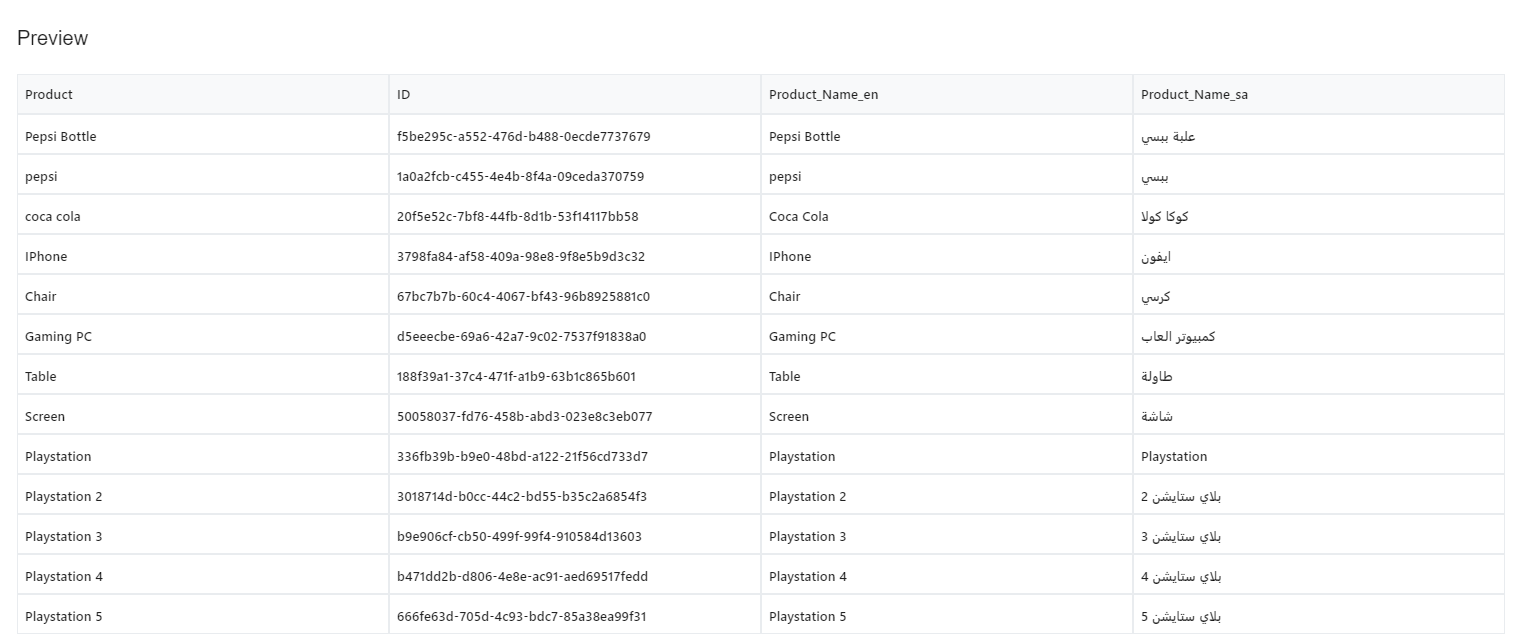 Preview
Product ID Product_Name_en Product_Name_sa
Pepsi Bottle f5be295c-a552-476d-b488-0ecde7737679 Pepsi Bottle علبة ببسي
pepsi 1a0a2fcb-c455-4e4b-8f4a-09ceda370759 pepsi ببسي
coca cola 20f5e52c-7bf8-44fb-8d1b-53f14117bb58 Coca Cola كوكا كولا
IPhone 3798fa84-af58-409a-98e8-9f8e5b9d3c32 IPhone ايفون
Chair 67bc7b7b-60c4-4067-bf43-96b8925881c0 Chair كرسي
Gaming PC d5eeecbe-69a6-42a7-9c02-7537f91838a0 Gaming PC كمبيوتر العاب
Table 188f39a1-37c4-471f-a1b9-63b1c865b601 Table طاولة
Screen 50058037-fd76-458b-abd3-023e8c3eb077 Screen شاشة
Playstation 336fb39b-b9e0-48bd-a122-21f56cd733d7 Playstation Playstation
Playstation 2 3018714d-b0cc-44c2-bd55-b35c2a6854f3 Playstation 2 بلاي ستايشن 2
Playstation 3 b9e906cf-cb50-499f-99f4-910584d13603 Playstation 3 بلاي ستايشن 3
Playstation 4 b471dd2b-d806-4e8e-ac91-aed69517fedd Playstation 4 بلاي ستايشن 4
Playstation 5 666fe63d-705d-4c93-bdc7-85a38ea99f31 Playstation 5 بلاي ستايشن 5